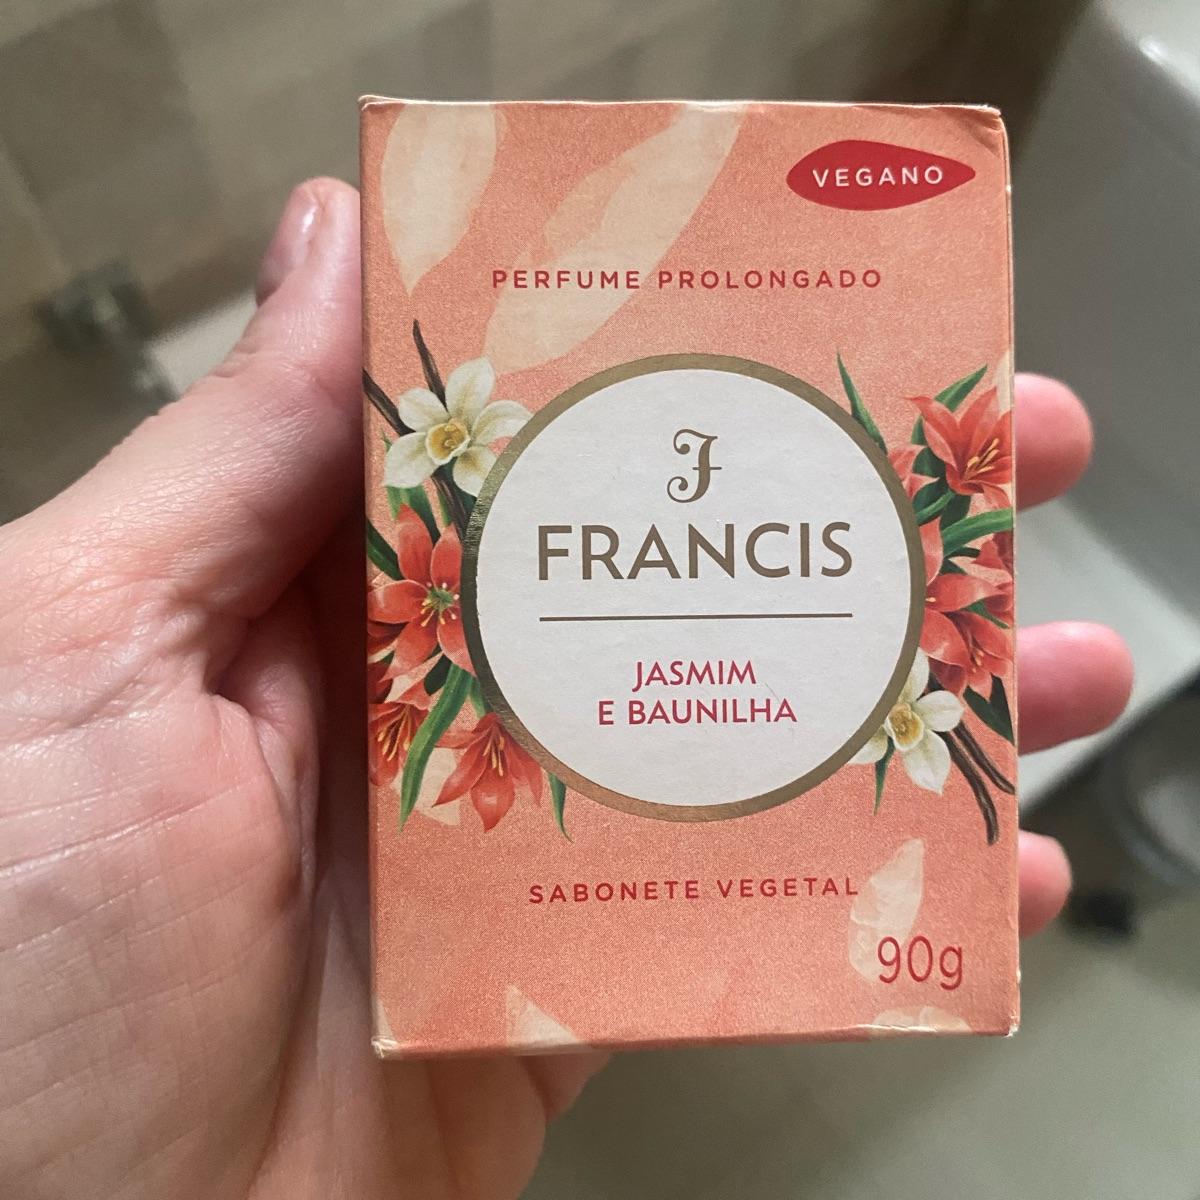 VEGANO
PERFUME PROLONGADO
F
FRANCIS
JASMIM
E BAUNILHA
SABONETE VEGETAL
90g